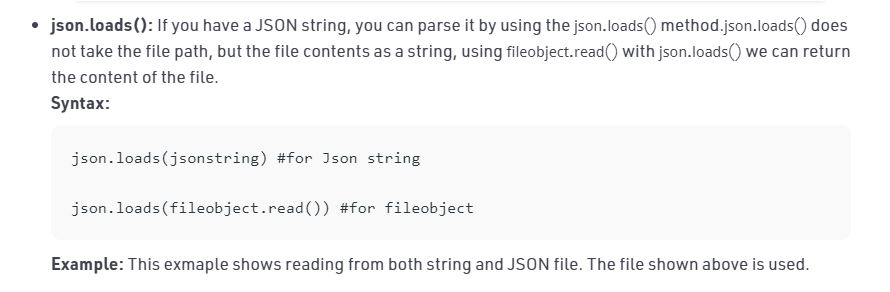 • json.loads(): If you have a JSON string, you can parse it by using the json.loads() method.json.loads() does
not take the file path, but the file contents as a string, using fileobject.read() with json.loads() we can return
the content of the file.
Syntax:
json.loads(jsonstring) #for Json string
json.loads(fileobject.read()) #for fileobject
Example: This exmaple shows reading from both string and JSON file. The file shown above is used.